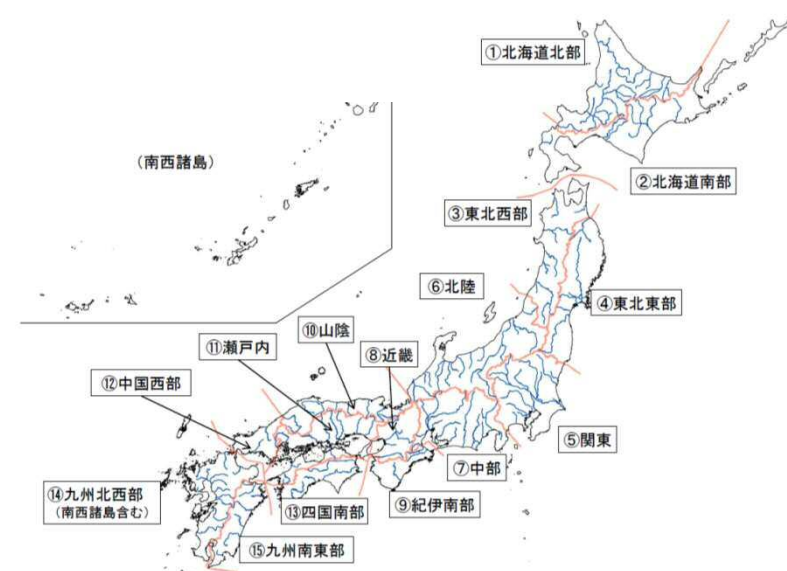 ①北海道北部
(南西諸島)
②北海道南部
③東北西部
⑥北陸
④東北東部
⑩山陰
⑪瀬戸内
⑧近畿
⑫中国西部
⑤関東
⑦中部
⑭九州北西部
(南西諸島含む)
⑨紀伊南部
⑬四国南部
⑮九州南東部